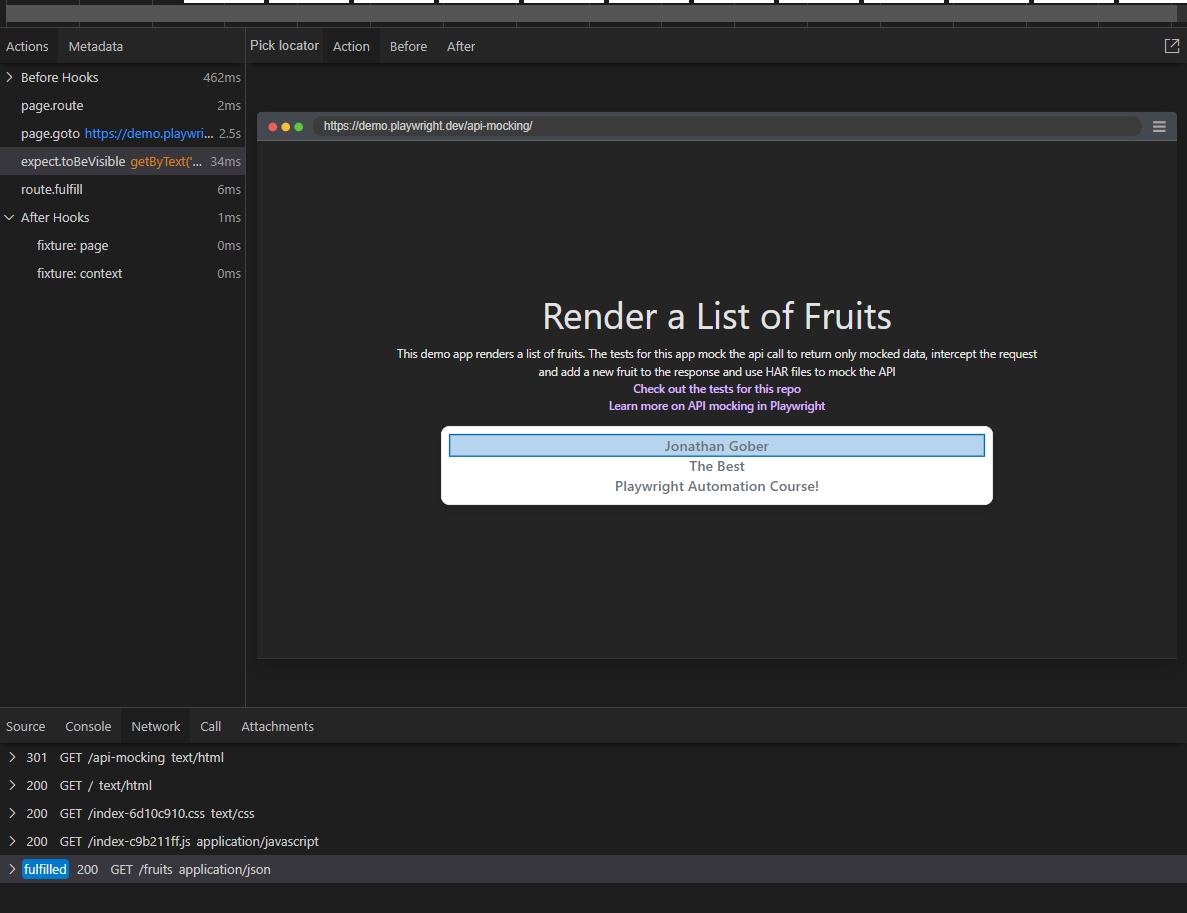 Actions Metadata
Pick locator Action Before After
Before Hooks 462ms
page.route 2ms
page.goto https://demo.playwri... 2.5s
expect.toBeVisible getByText('... 34ms
route.fulfill 6ms
After Hooks 1ms
fixture: page 0ms
fixture: context 0ms
https://demo.playwright.dev/api-mocking/
Render a List of Fruits
This demo app renders a list of fruits. The tests for this app mock the api call to return only mocked data, intercept the request
and add a new fruit to the response and use HAR files to mock the API
Check out the tests for this repo
Learn more on API mocking in Playwright
Jonathan Gober
The Best
Playwright Automation Course!
Source Console Network Call Attachments
301 GET /api-mocking text/html
200 GET / text/html
200 GET /index-6d10c910.css text/css
200 GET /index-c9b211ff.js application/javascript
fulfilled 200 GET /fruits application/json